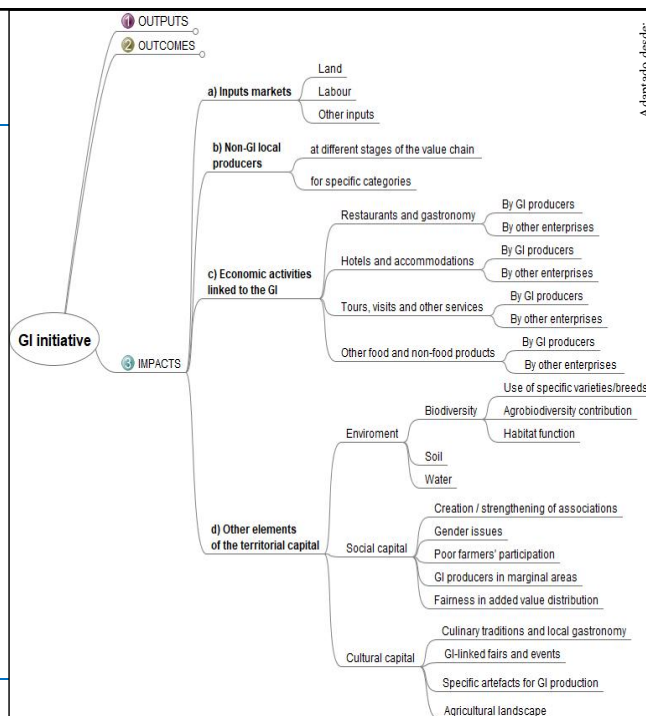 1 OUTPUTS
2 OUTCOMES
GI initiative
3 IMPACTS
a) Inputs markets
Land
Labour
Other inputs
b) Non-GI local
producers
at different stages of the value chain
for specific categories
c) Economic activities
linked to the GI
Restaurants and gastronomy
By GI producers
By other enterprises
Hotels and accommodations
By GI producers
By other enterprises
Tours, visits and other services
By GI producers
By other enterprises
Other food and non-food products
By GI producers
By other enterprises
d) Other elements
of the territorial capital
Enviroment
Biodiversity
Use of specific varieties/breeds
Agrobiodiversity contribution
Habitat function
Soil
Water
Social capital
Creation / strengthening of associations
Gender issues
Poor farmers' participation
GI producers in marginal areas
Fairness in added value distribution
Cultural capital
Culinary traditions and local gastronomy
GI-linked fairs and events
Specific artefacts for GI production
Agricultural landscape
Adaptado desde: